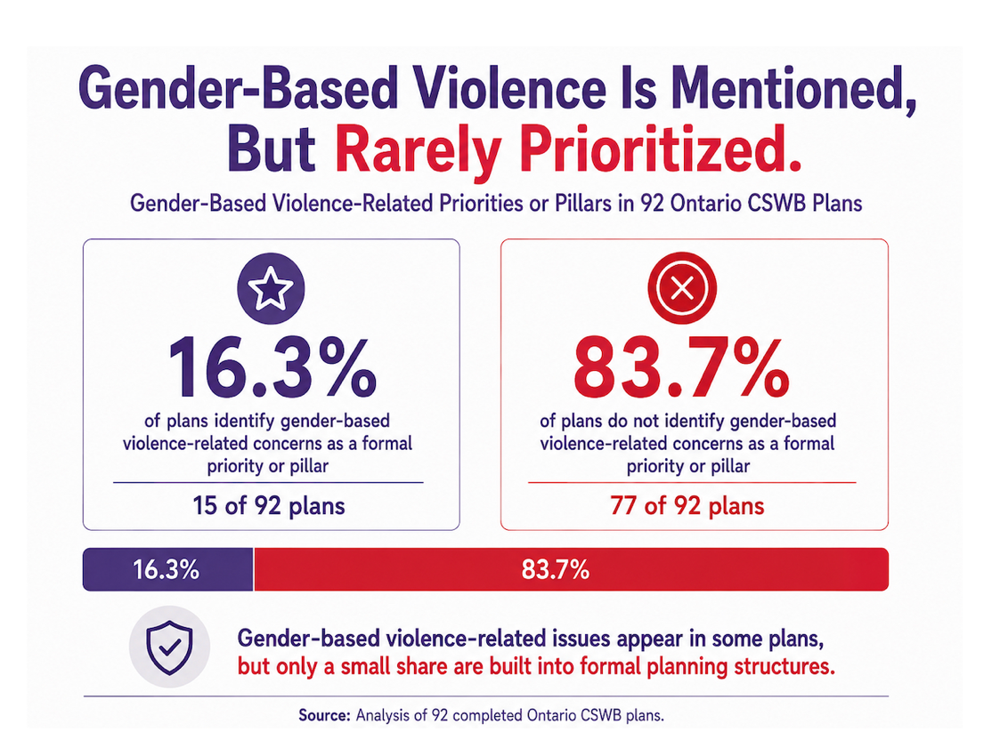 Gender-Based Violence Is Mentioned,
But Rarely Prioritized.
Gender-Based Violence-Related Priorities or Pillars in 92 Ontario CSWB Plans
16.3%
of plans identify gender-based
violence-related concerns as a formal
priority or pillar
15 of 92 plans
83.7%
of plans do not identify gender-based
violence-related concerns as a formal
priority or pillar
77 of 92 plans
16.3%
83.7%
Gender-based violence-related issues appear in some plans,
but only a small share are built into formal planning structures.
Source: Analysis of 92 completed Ontario CSWB plans.